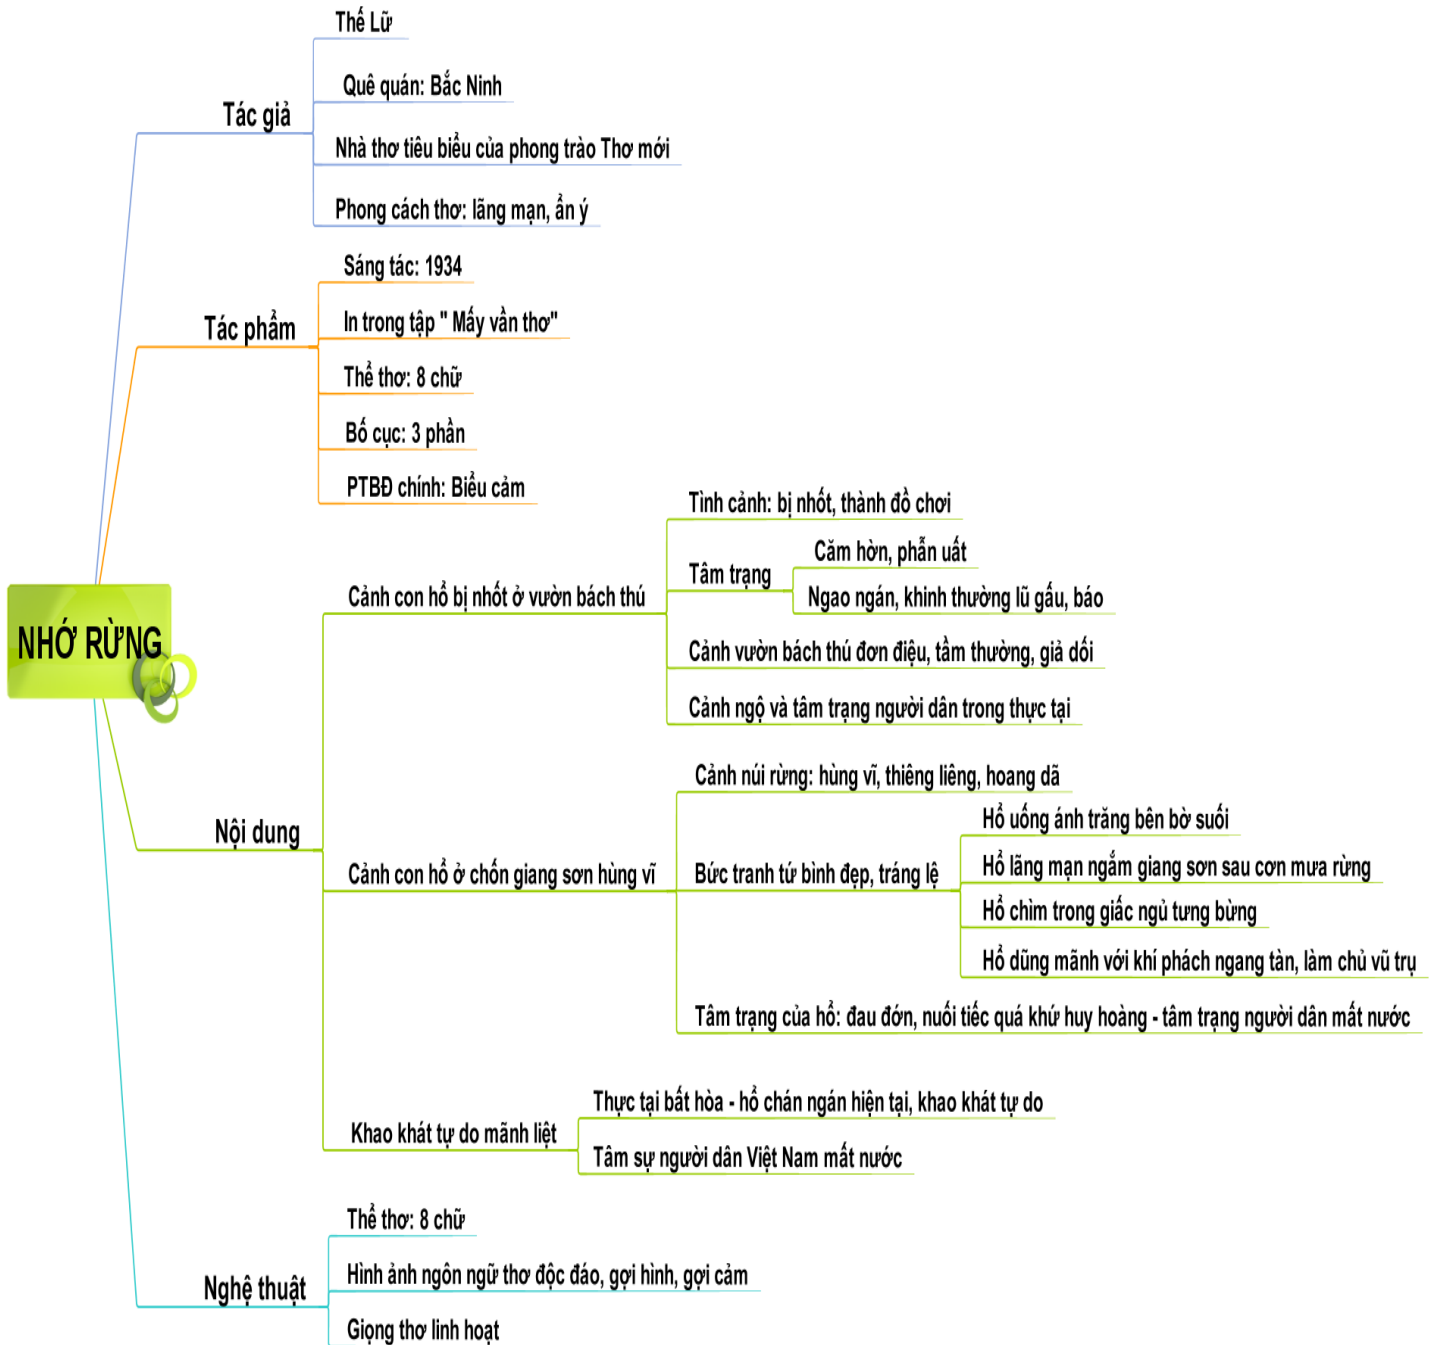 NHỚ RỪNG
Tác giả
Thế Lữ
Quê quán: Bắc Ninh
Nhà thơ tiêu biểu của phong trào Thơ mới
Phong cách thơ: lãng mạn, ẩn ý
Tác phẩm
Sáng tác: 1934
In trong tập " Mấy vần thơ"
Thể thơ: 8 chữ
Bố cục: 3 phần
PTBĐ chính: Biểu cảm
Nội dung
Cảnh con hổ bị nhốt ở vườn bách thú
Tình cảnh: bị nhốt, thành đồ chơi
Tâm trạng
Căm hờn, phẫn uất
Ngao ngán, khinh thường lũ gấu, báo
Cảnh vườn bách thú đơn điệu, tầm thường, giả dối
Cảnh ngộ và tâm trạng người dân trong thực tại
Cảnh con hổ ở chốn giang sơn hùng vĩ
Cảnh núi rừng: hùng vĩ, thiêng liêng, hoang dã
Bức tranh tứ bình đẹp, tráng lệ
Hổ uống ánh trăng bên bờ suối
Hổ lãng mạn ngắm giang sơn sau cơn mưa rừng
Hổ chìm trong giấc ngủ tưng bừng
Hổ dũng mãnh với khí phách ngang tàn, làm chủ vũ trụ
Tâm trạng của hổ: đau đớn, nuối tiếc quá khứ huy hoàng - tâm trạng người dân mất nước
Khao khát tự do mãnh liệt
Thực tại bất hòa - hổ chán ngán hiện tại, khao khát tự do
Tâm sự người dân Việt Nam mất nước
Nghệ thuật
Thể thơ: 8 chữ
Hình ảnh ngôn ngữ thơ độc đáo, gợi hình, gợi cảm
Giọng thơ linh hoạt